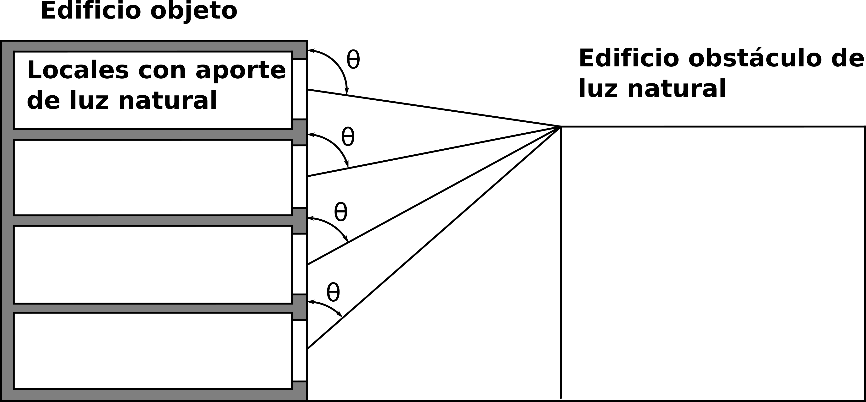 Edificio objeto
Locales con aporte
de luz natural
Edificio obstáculo de
luz natural
θ
θ
θ
θ